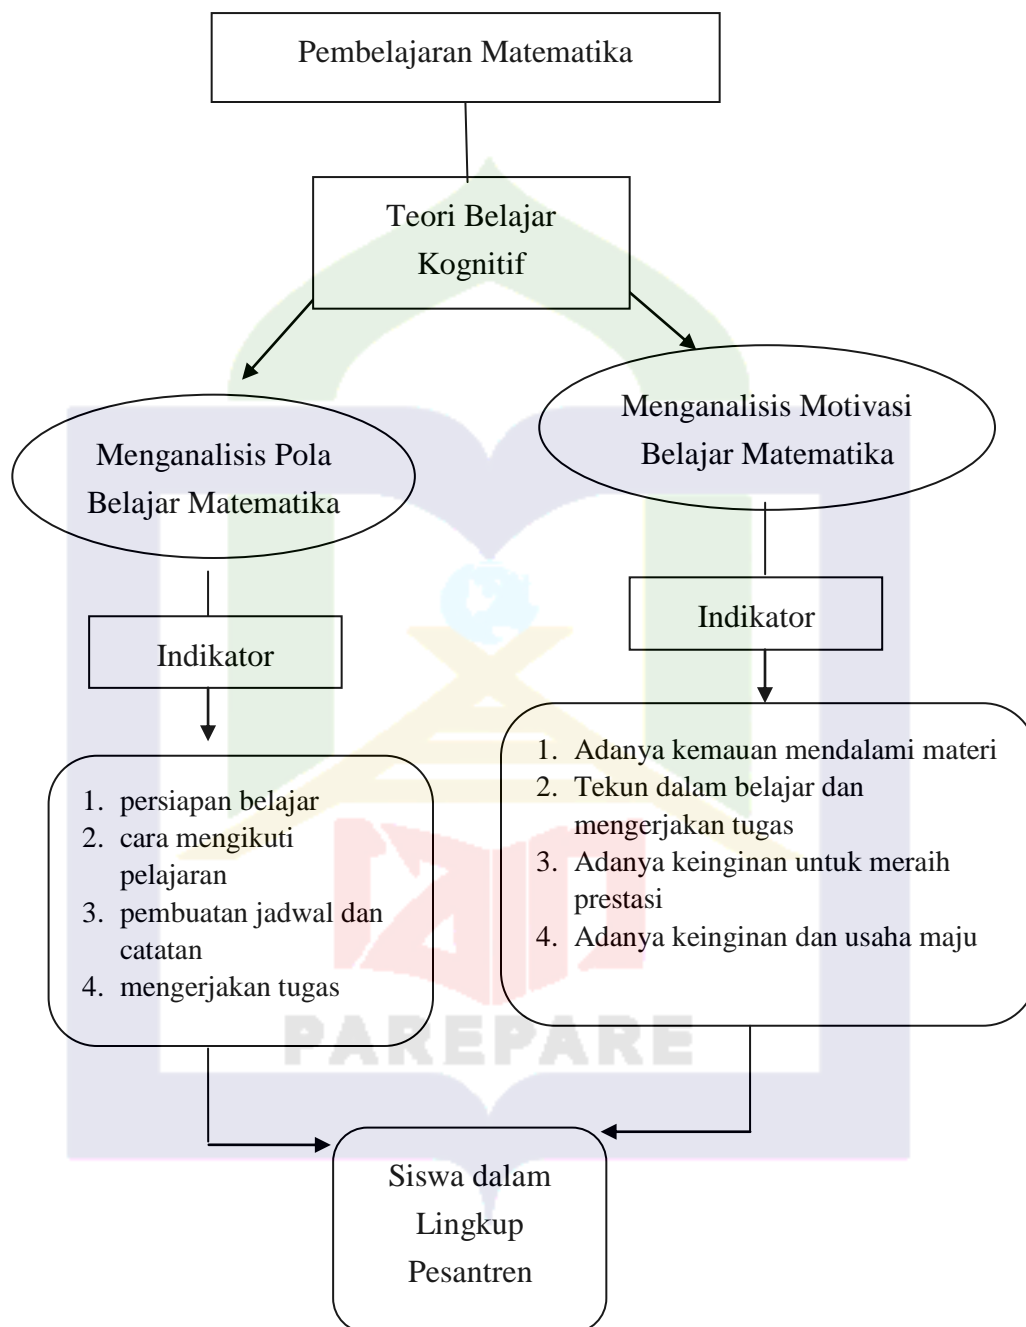 Pembelajaran Matematika
Teori Belajar
Kognitif
Menganalisis Pola
Belajar Matematika
Menganalisis Motivasi
Belajar Matematika
Indikator
Indikator
1. persiapan belajar
2. cara mengikuti
pelajaran
3. pembuatan jadwal dan
catatan
4. mengerjakan tugas
1. Adanya kemauan mendalami materi
2. Tekun dalam belajar dan
mengerjakan tugas
3. Adanya keinginan untuk meraih
prestasi
4. Adanya keinginan dan usaha maju
PAREPARE
Siswa dalam
Lingkup
Pesantren